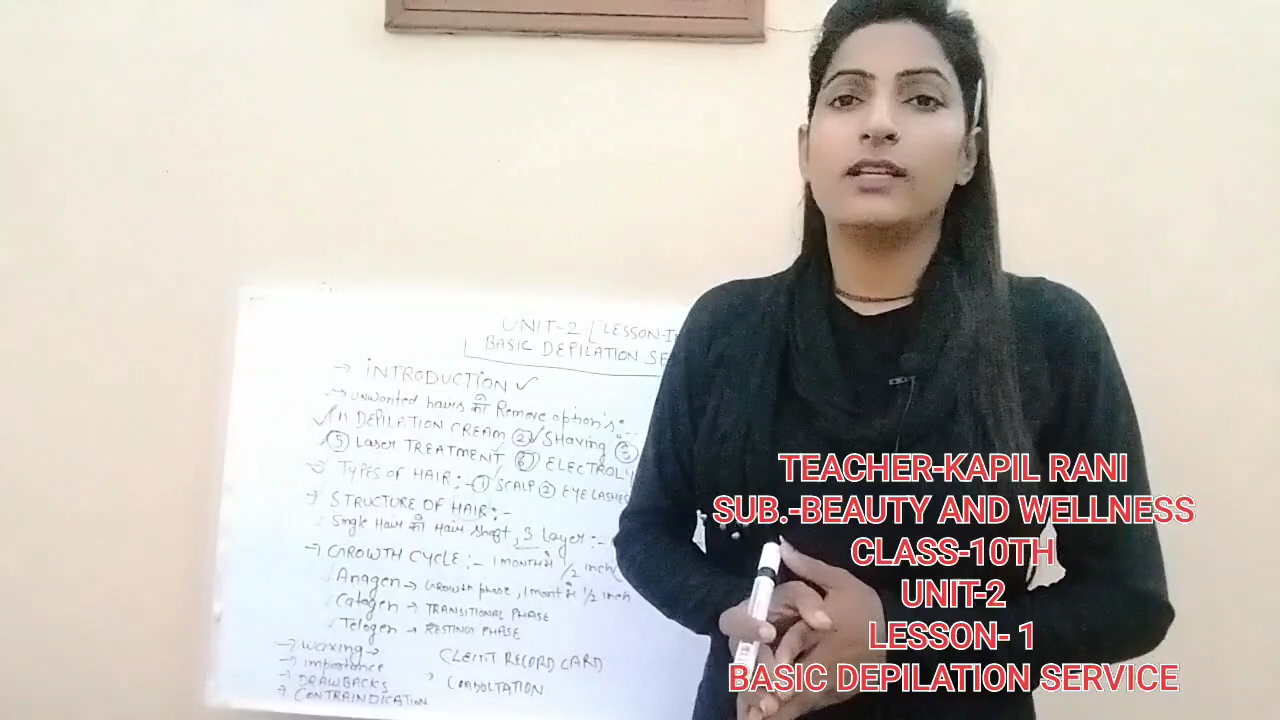 UNIT-2 [LESSON-
BASIC DEPILATION SE
→ INTRODUCTION ✓
→ unwanted hairs को Remove option's:-
✓(1) DEPILATION CREAM (2)✓ SHaving (3)
(5) Laser TREATMENT (6) ELECTROL
→ TYPES OF HAIR:- (1) SCALP (2) EYELASHES
→ STRUCTURE OF HAIR:-
Single Hair की Hair Shaft, 3 Layer:-
→ GROWTH CYCLE:- 1 month में 1/2 inch
Anagen → Growth phase, 1 month में 1/2 inch
Catagen → TRANSITIONAL PHASE
Telogen → RESTING PHASE
→ Waxing →
→ importance
→ DRAWBACKS
→ CONTRAINDICATION
CLEINT RECORD CARD
→ COADLTATION
TEACHER-KAPIL RANI
SUB.-BEAUTY AND WELLNESS
CLASS-10TH
UNIT-2
LESSON- 1
BASIC DEPILATION SERVICE